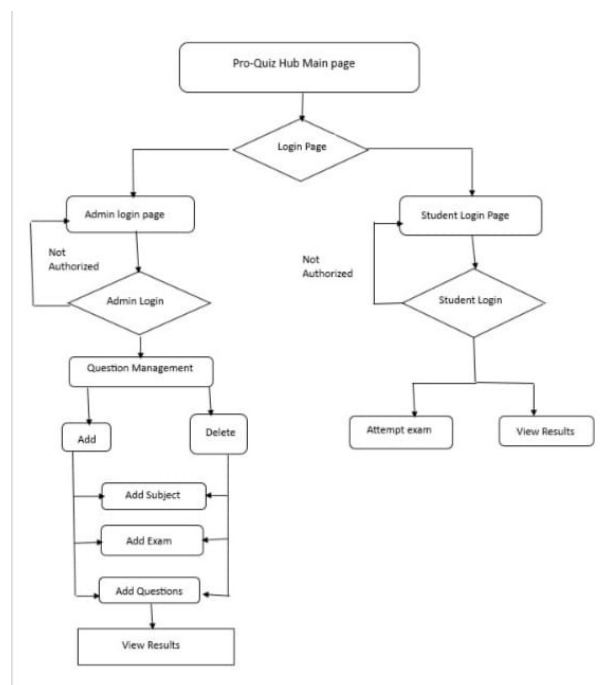 Pro-Quiz Hub Main page
Login Page
Admin login page
Student Login Page
Not
Authorized
Not
Authorized
Admin Login
Student Login
Question Management
Add
Delete
Attempt exam
View Results
Add Subject
Add Exam
Add Questions
View Results